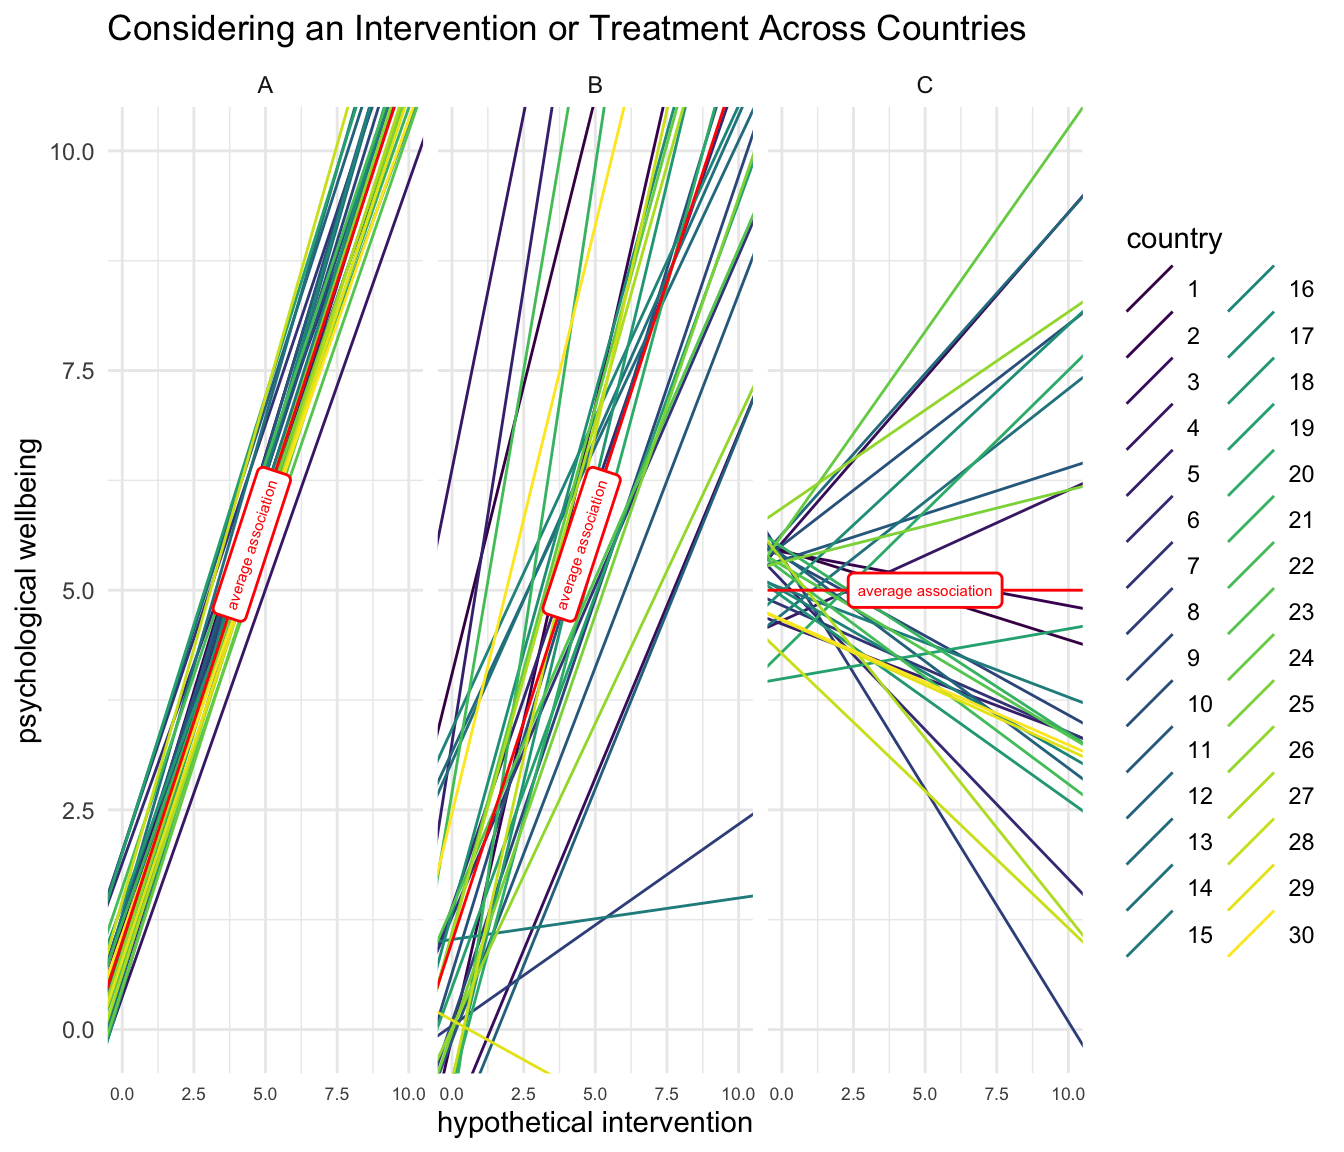 Considering an Intervention or Treatment Across Countries
A
B
C
psychological wellbeing
10.0
7.5
5.0
2.5
0.0
average association
average association
average association
0.0 2.5 5.0 7.5 10.0
0.0 2.5 5.0 7.5 10.0
0.0 2.5 5.0 7.5 10.0
hypothetical intervention
country
1 16
2 17
3 18
4 19
5 20
6 21
7 22
8 23
9 24
10 25
11 26
12 27
13 28
14 29
15 30